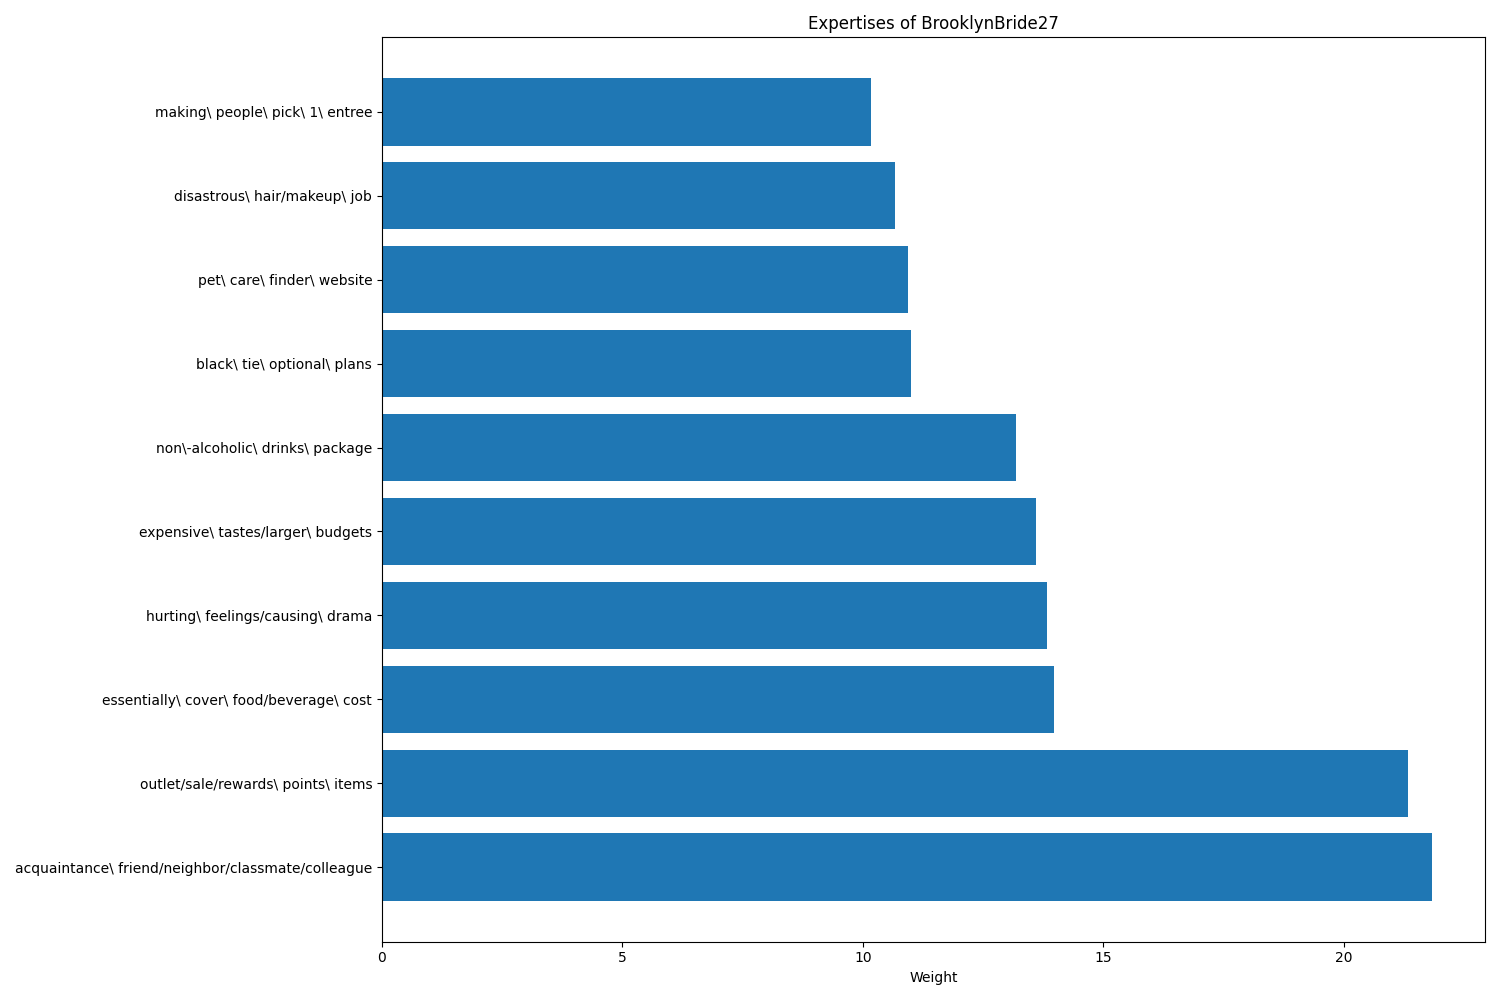 Expertises of BrooklynBride27
making\ people\ pick\ 1\ entree
disastrous\ hair/makeup\ job
pet\ care\ finder\ website
black\ tie\ optional\ plans
non\-alcoholic\ drinks\ package
expensive\ tastes/larger\ budgets
hurting\ feelings/causing\ drama
essentially\ cover\ food/beverage\ cost
outlet/sale/rewards\ points\ items
acquaintance\ friend/neighbor/classmate/colleague
0 5 10 15 20
Weight